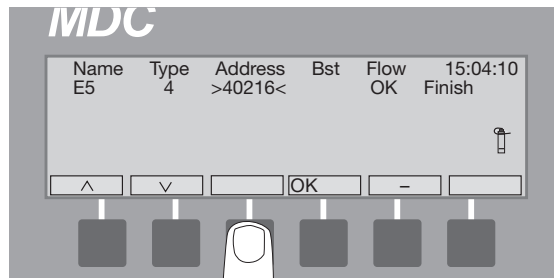 MDC
Name Type Address Bst Flow 15:04:10
E5 4 >40216< OK Finish
OK –